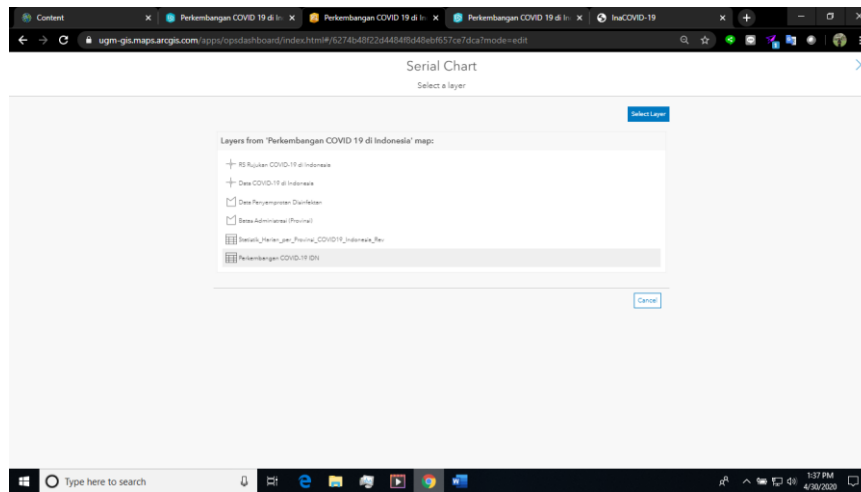 Content
Perkembangan COVID 19 di In
Perkembangan COVID 19 di In
Perkembangan COVID 19 di In
InaCOVID-19
ugm-gis.maps.arcgis.com/apps/opsdashboard/index.html#/6274b48f22d4484f8d48ebf657ce7dca?mode=edit
Serial Chart
Select a layer
Select Layer
Layers from 'Perkembangan COVID 19 di Indonesia' map:
RS Rujukan COVID-19 di Indonesia
Data COVID-19 di Indonesia
Data Penyemprotan Disinfektan
Batas Administrasi (Provinsi)
Statistik_Harian_per_Provinsi_COVID19_Indonesia_Rev
Perkembangan COVID-19 IDN
Cancel
Type here to search
1:37 PM
4/30/2020